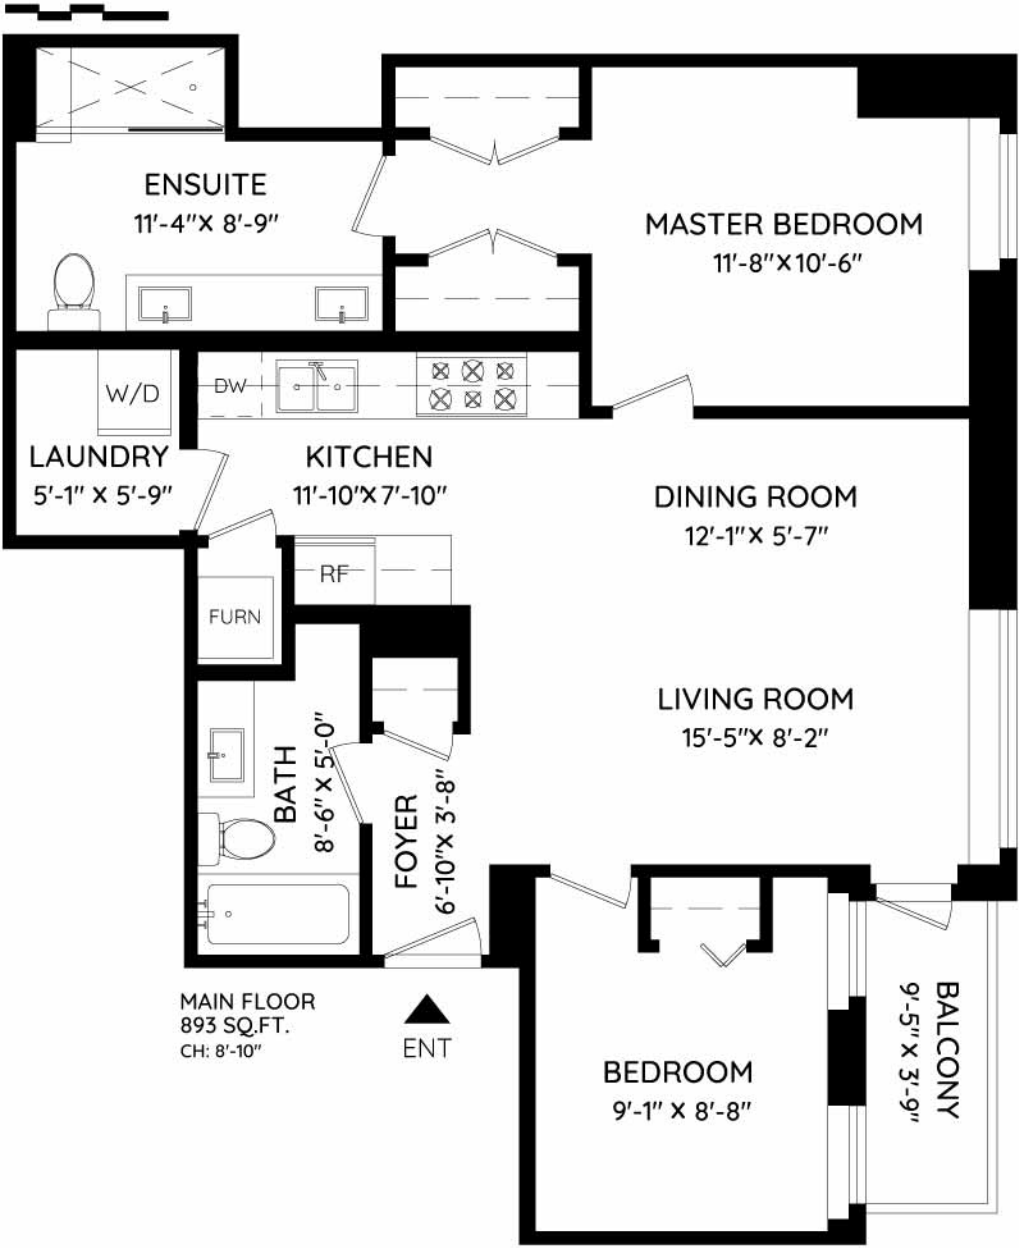 ENSUITE
11'-4"X 8'-9"
MASTER BEDROOM
11'-8"X10'-6"
DW
W/D
LAUNDRY
5'-1" X 5'-9"
KITCHEN
11'-10"X 7'-10"
DINING ROOM
12'-1"X 5'-7"
RF
FURN
LIVING ROOM
15'-5"X 8'-2"
BATH
8'-6" X 5'-0"
FOYER
6'-10"X 3'-8"
MAIN FLOOR
893 SQ.FT.
CH: 8'-10"
ENT
BEDROOM
9'-1" X 8'-8"
BALCONY
9'-5" X 3'-9"